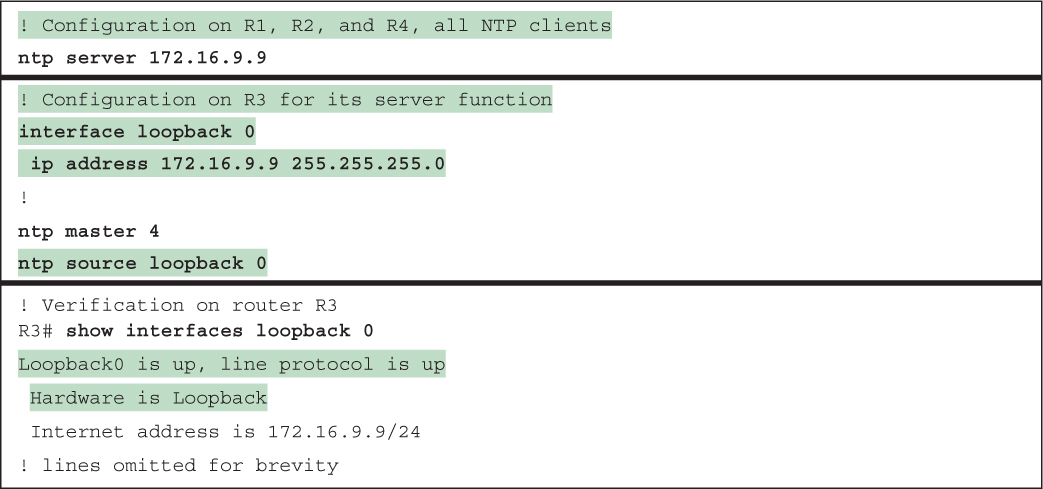 ! Configuration on R1, R2, and R4, all NTP clients
ntp server 172.16.9.9
! Configuration on R3 for its server function
interface loopback 0
 ip address 172.16.9.9 255.255.255.0
!
ntp master 4
ntp source loopback 0
! Verification on router R3
R3# show interfaces loopback 0
Loopback0 is up, line protocol is up
 Hardware is Loopback
 Internet address is 172.16.9.9/24
! lines omitted for brevity